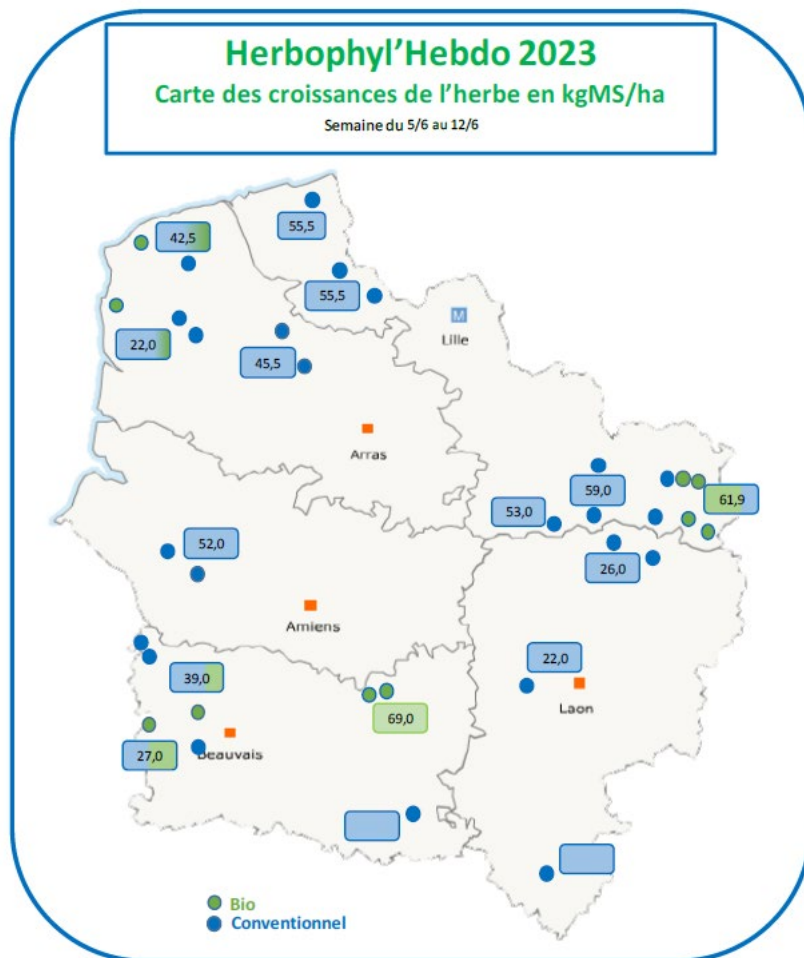 Herbophyl’Hebdo 2023
Carte des croissances de l’herbe en kgMS/ha
Semaine du 5/6 au 12/6
42,5
55,5
55,5
M
Lille
22,0
45,5
Arras
59,0
61,9
53,0
52,0
26,0
Amiens
22,0
39,0
Laon
69,0
27,0
Beauvais
Bio
Conventionnel